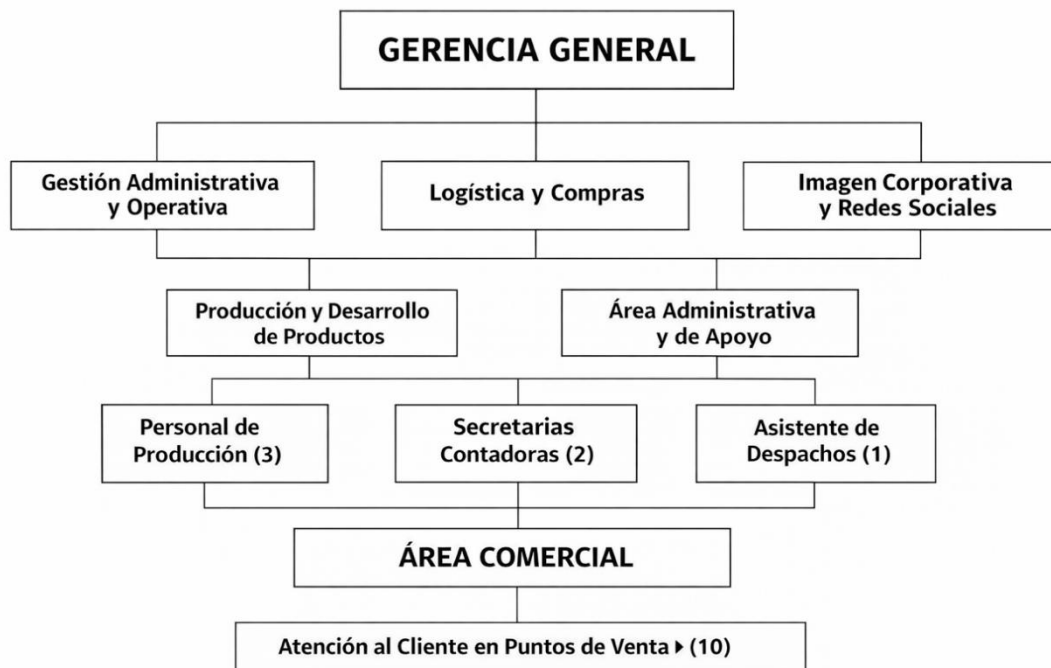 GERENCIA GENERAL
Gestión Administrativa
y Operativa
Logística y Compras
Imagen Corporativa
y Redes Sociales
Producción y Desarrollo
de Productos
Área Administrativa
y de Apoyo
Personal de
Producción (3)
Secretarias
Contadoras (2)
Asistente de
Despachos (1)
ÁREA COMERCIAL
Atención al Cliente en Puntos de Venta ▸ (10)